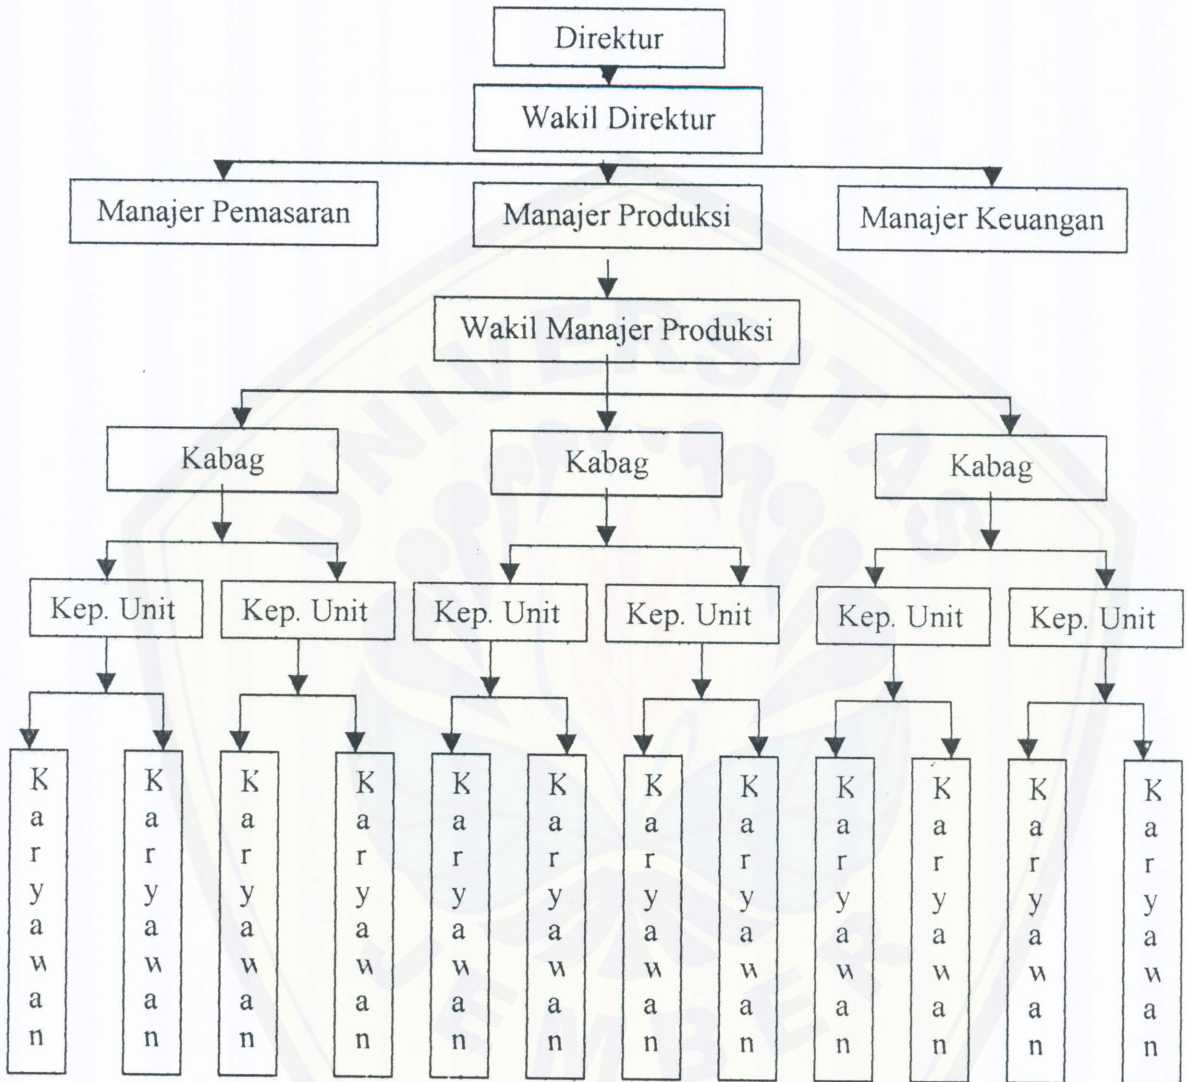 Direktur
Wakil Direktur
Manajer Pemasaran
Manajer Produksi
Manajer Keuangan
Wakil Manajer Produksi
Kabag
Kabag
Kabag
Kep. Unit
Kep. Unit
Kep. Unit
Kep. Unit
Kep. Unit
Kep. Unit
Karyawan
Karyawan
Karyawan
Karyawan
Karyawan
Karyawan
Karyawan
Karyawan
Karyawan
Karyawan
Karyawan
Karyawan
UNIVERSITAS
JEMBER